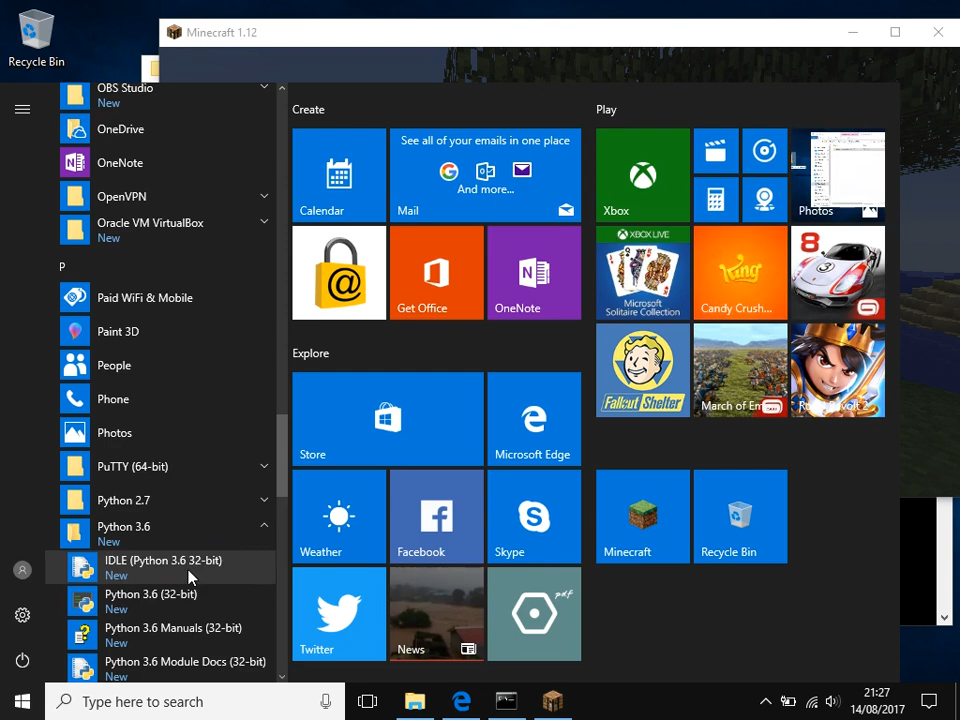 Recycle Bin
Minecraft 1.12
OBS Studio
New
OneDrive
OneNote
OpenVPN
Oracle VM VirtualBox
New
P
Paid WiFi & Mobile
Paint 3D
People
Phone
Photos
PuTTY (64-bit)
Python 2.7
Python 3.6
New
IDLE (Python 3.6 32-bit)
New
Python 3.6 (32-bit)
New
Python 3.6 Manuals (32-bit)
New
Python 3.6 Module Docs (32-bit)
New
Create
See all of your emails in one place
And more...
Calendar
Mail
Get Office
OneNote
Explore
Store
Microsoft Edge
Weather
Facebook
Skype
Twitter
News
pdf
Play
Xbox
Photos
XBOX LIVE
Microsoft
Solitaire Collection
King
Candy Crush...
8
3
Fallout Shelter
March of Em
Minecraft
Recycle Bin
Type here to search
21:27
14/08/2017